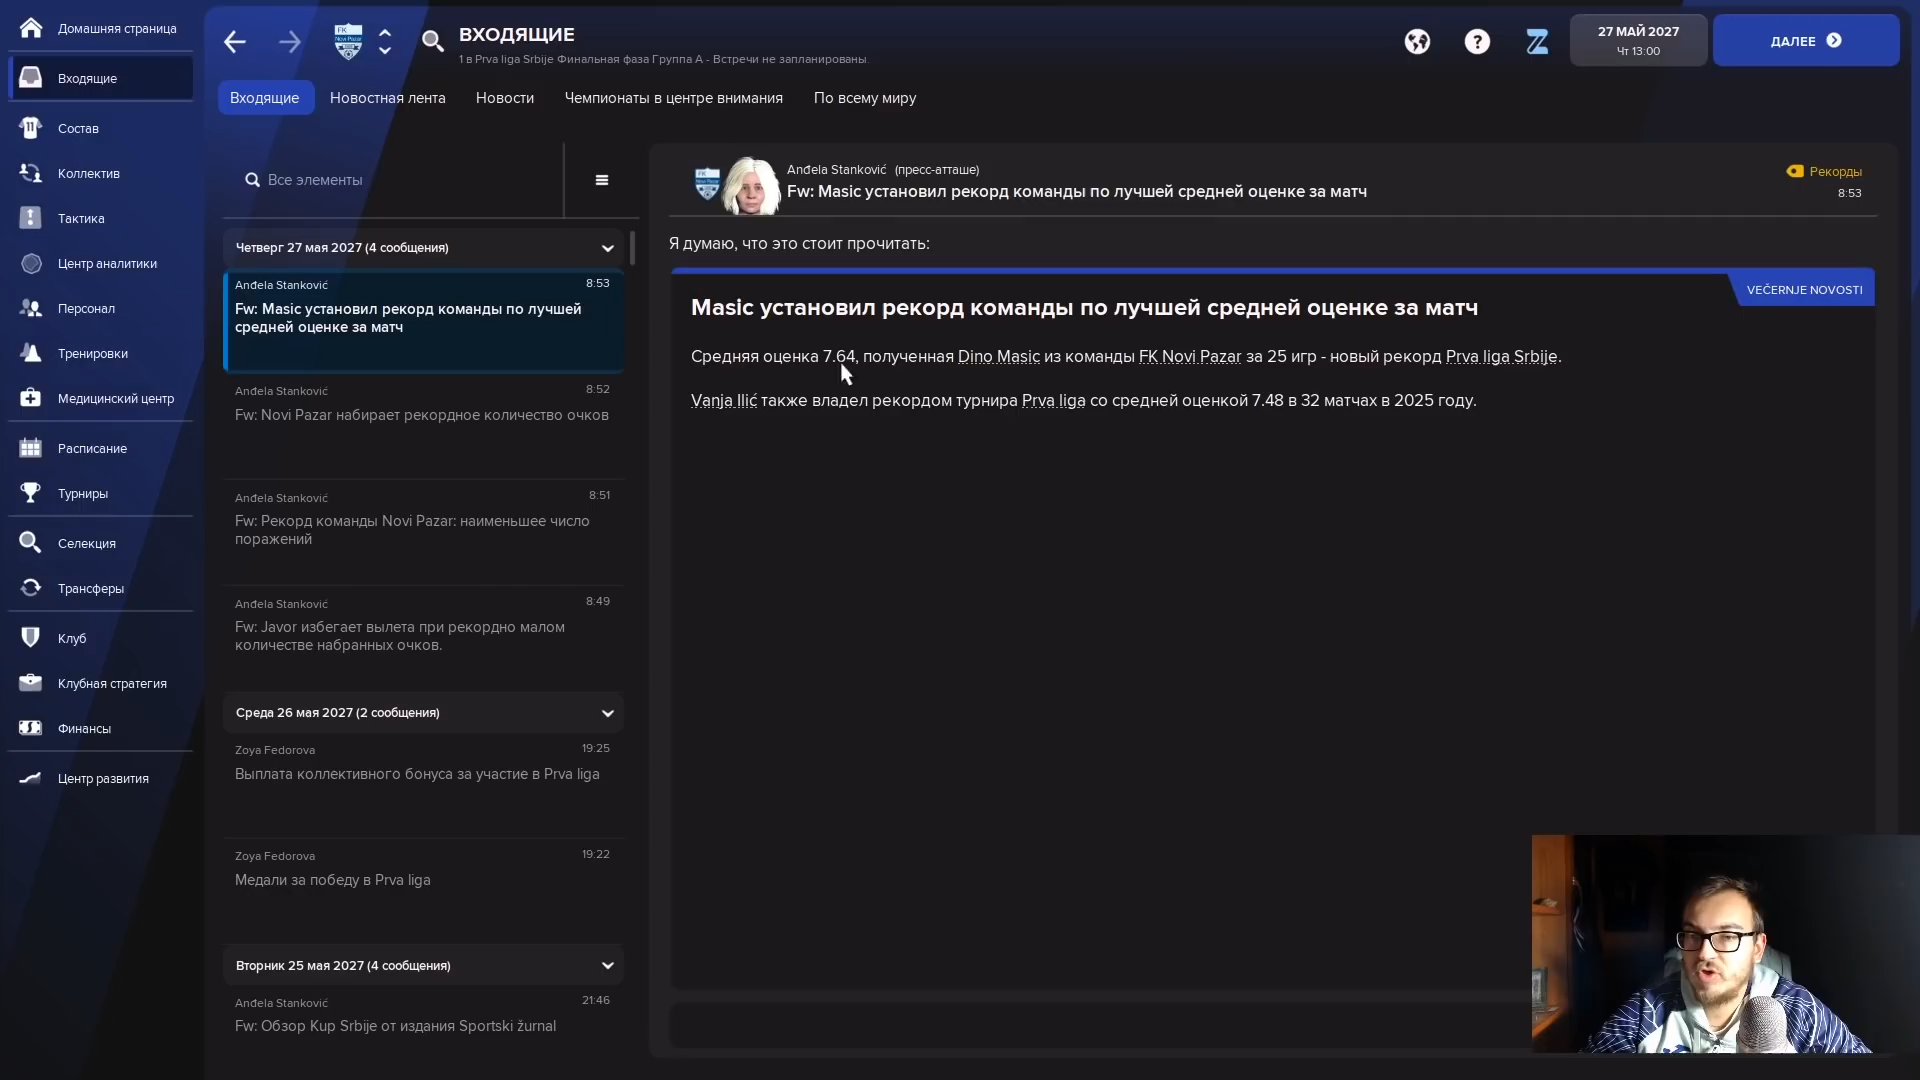 Домашняя страница
Входящие
Состав
Коллектив
Тактика
Центр аналитики
Персонал
Тренировки
Медицинский центр
Расписание
Турниры
Селекция
Трансферы
Клуб
Клубная стратегия
Финансы
Центр развития
FK
Novi Pazar
ВХОДЯЩИЕ
1 в Prva liga Srbije Финальная фаза Группа А - Встречи не запланированы.
27 МАЙ 2027
Чт 13:00
ДАЛЕЕ
Входящие
Новостная лента
Новости
Чемпионаты в центре внимания
По всему миру
Все элементы
Четверг 27 мая 2027 (4 сообщения)
Anđela Stanković
8:53
Fw: Masic установил рекорд команды по лучшей
средней оценке за матч
Anđela Stanković
8:52
Fw: Novi Pazar набирает рекордное количество очков
Anđela Stanković
8:51
Fw: Рекорд команды Novi Pazar: наименьшее число
поражений
Anđela Stanković
8:49
Fw: Javor избегает вылета при рекордно малом
количестве набранных очков.
Среда 26 мая 2027 (2 сообщения)
Zoya Fedorova
19:25
Выплата коллективного бонуса за участие в Prva liga
Zoya Fedorova
19:22
Медали за победу в Prva liga
Вторник 25 мая 2027 (4 сообщения)
Anđela Stanković
21:46
Fw: Обзор Kup Srbije от издания Sportski žurnal
Anđela Stanković (пресс-атташе)
Fw: Masic установил рекорд команды по лучшей средней оценке за матч
Рекорды
8:53
Я думаю, что это стоит прочитать:
VEČERNJE NOVOSTI
Masic установил рекорд команды по лучшей средней оценке за матч
Средняя оценка 7.64, полученная Dino Masic из команды FK Novi Pazar за 25 игр - новый рекорд Prva liga Srbije.
Vanja Ilić также владел рекордом турнира Prva liga со средней оценкой 7.48 в 32 матчах в 2025 году.